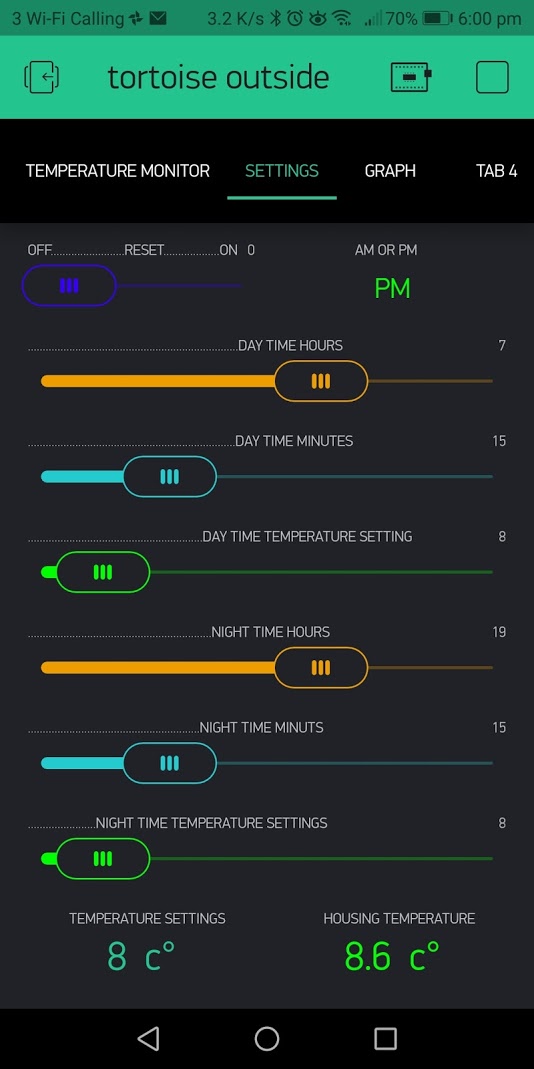 3 Wi-Fi Calling 3.2 K/s 70% 6:00 pm
tortoise outside
TEMPERATURE MONITOR SETTINGS GRAPH TAB 4
OFF......................RESET.................ON 0 AM OR PM
PM
................................................................DAY TIME HOURS 7
...............................................................DAY TIME MINUTES 15
.....................................................DAY TIME TEMPERATURE SETTING 8
........................................................NIGHT TIME HOURS 19
....................................................NIGHT TIME MINUTS 15
.....................NIGHT TIME TEMPERATURE SETTINGS 8
TEMPERATURE SETTINGS HOUSING TEMPERATURE
8 c° 8.6 c°